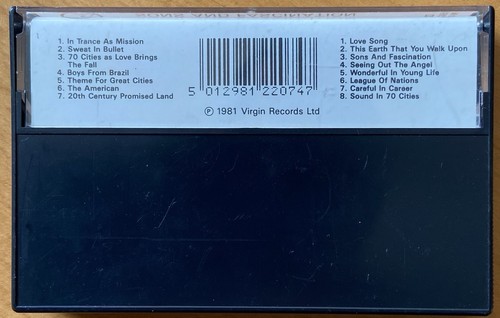 SONS AND FASCINATION
1. In Trance As Mission
2. Sweat In Bullet
3. 70 Cities as Love Brings
The Fall
4. Boys From Brazil
5. Theme For Great Cities
6. The American
7. 20th Century Promised Land
5 012981 220747
℗ 1981 Virgin Records Ltd
1. Love Song
2. This Earth That You Walk Upon
3. Sons And Fascination
4. Seeing Out The Angel
5. Wonderful In Young Life
6. League Of Nations
7. Careful in Career
8. Sound In 70 Cities